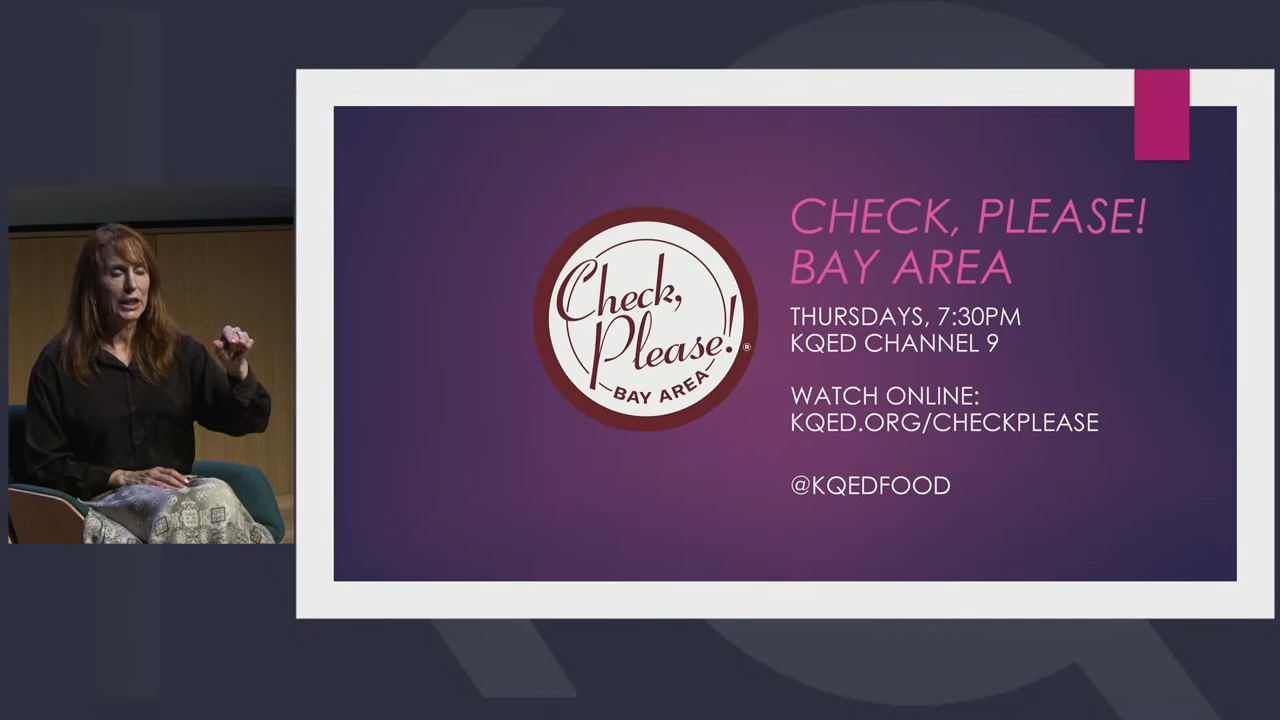 Check,
Please!®
BAY AREA
CHECK, PLEASE!
BAY AREA
THURSDAYS, 7:30PM
KQED CHANNEL 9
WATCH ONLINE:
KQED.ORG/CHECKPLEASE
@KQEDFOOD